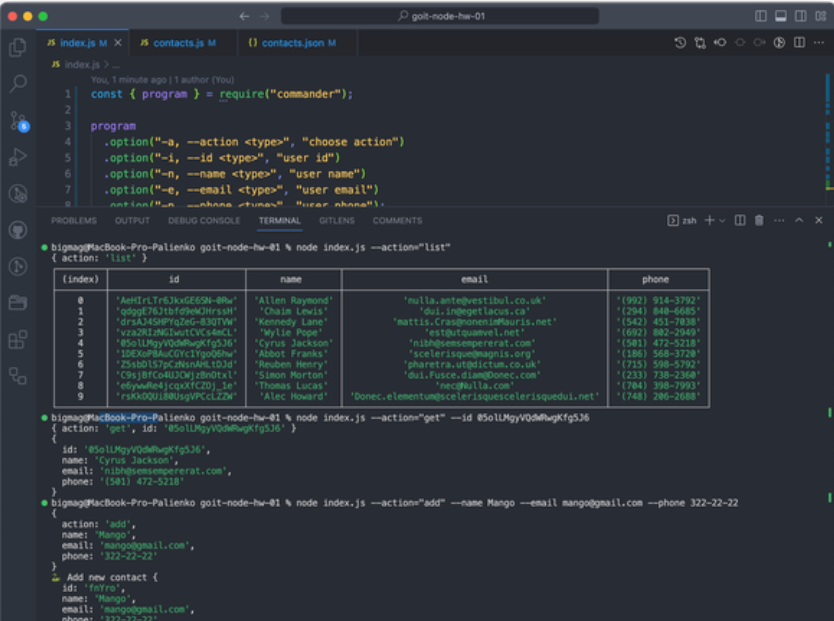 goit-node-hw-01
JS index.js M × JS contacts.js M {} contacts.json M
JS index.js > ...
You, 1 minute ago | 1 author (You)
1 const { program } = require("commander");
2
3 program
4 .option("-a, --action <type>", "choose action")
5 .option("-i, --id <type>", "user id")
6 .option("-n, --name <type>", "user name")
7 .option("-e, --email <type>", "user email")
8 .option("-p, --phone <type>", "user phone");
PROBLEMS OUTPUT DEBUG CONSOLE TERMINAL GITLENS COMMENTS zsh
bigmag@MacBook-Pro-Palienko goit-node-hw-01 % node index.js --action="list"
{ action: 'list' }
(index) id name email phone
0 'AeHIrLTr6JkxGE6SN-0Rw' 'Allen Raymond' 'nulla.ante@vestibul.co.uk' '(992) 914-3792'
1 'qdggE76Jtbfd9eWJHrssH' 'Chaim Lewis' 'dui.in@egetlacus.ca' '(294) 840-6685'
2 'drsAJ4SHPYqZeG-83QTVW' 'Kennedy Lane' 'mattis.Cras@nonenimMauris.net' '(542) 451-7038'
3 'vza2RIzNGIwutCVCs4mCL' 'Wylie Pope' 'est@utquamvel.net' '(692) 802-2949'
4 '05olLMgyVQdWRwgKfg5J6' 'Cyrus Jackson' 'nibh@semsempererat.com' '(501) 472-5218'
5 '1DEXoP8AuCGYc1YgoQ6hw' 'Abbot Franks' 'scelerisque@magnis.org' '(186) 568-3720'
6 'Z5sbDlS7pCzNsnAHLtDJd' 'Reuben Henry' 'pharetra.ut@dictum.co.uk' '(715) 598-5792'
7 'C9sjBfCo4UJCWjzBnOtxl' 'Simon Morton' 'dui.Fusce.diam@Donec.com' '(233) 738-2360'
8 'e6ywwRe4jcqxXfCZOj_1e' 'Thomas Lucas' 'nec@Nulla.com' '(704) 398-7993'
9 'rsKkOQUi80UsgVPCcLZZW' 'Alec Howard' 'Donec.elementum@scelerisquescelerisquedui.net' '(748) 206-2688'
bigmag@MacBook-Pro-Palienko goit-node-hw-01 % node index.js --action="get" --id 05olLMgyVQdWRwgKfg5J6
{ action: 'get', id: '05olLMgyVQdWRwgKfg5J6' }
{
id: '05olLMgyVQdWRwgKfg5J6',
name: 'Cyrus Jackson',
email: 'nibh@semsempererat.com',
phone: '(501) 472-5218'
}
bigmag@MacBook-Pro-Palienko goit-node-hw-01 % node index.js --action="add" --name Mango --email mango@gmail.com --phone 322-22-22
{
action: 'add',
name: 'Mango',
email: 'mango@gmail.com',
phone: '322-22-22'
}
Add new contact {
id: 'fnYro',
name: 'Mango',
email: 'mango@gmail.com',
phone: '322-22-22'